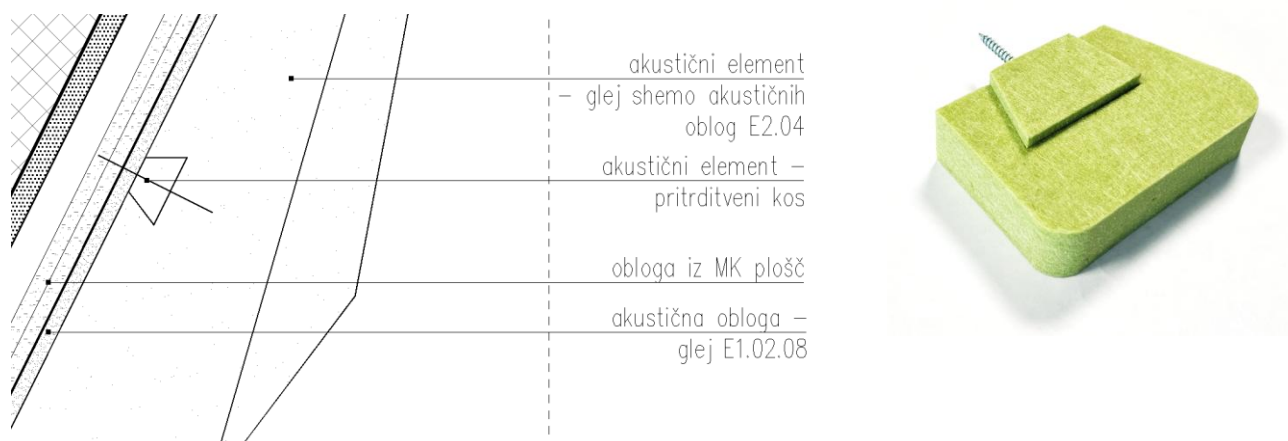 akustični element
– glej shemo akustičnih
oblog E2.04
akustični element –
pritrditveni kos
obloga iz MK plošč
akustična obloga –
glej E1.02.08